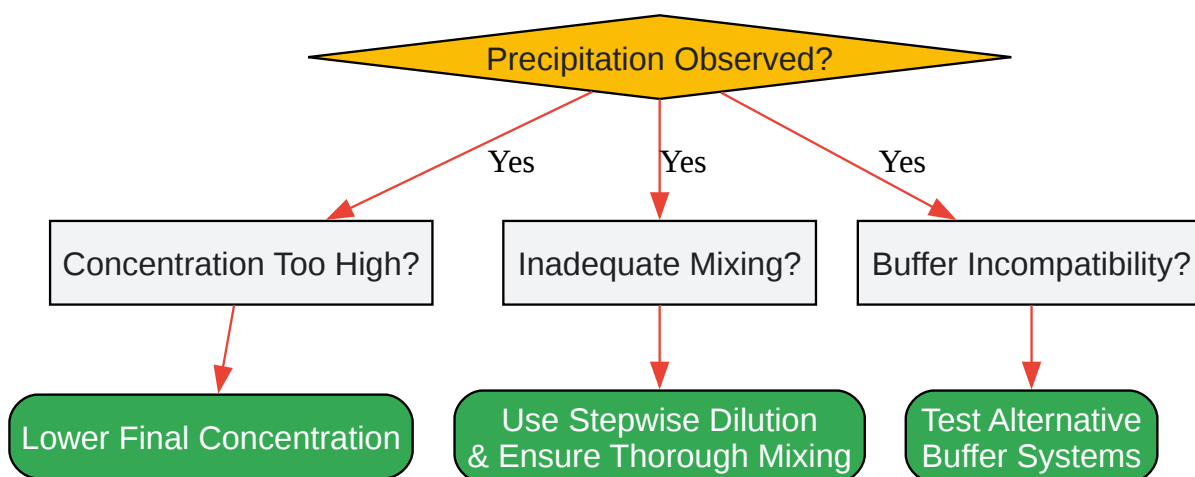 Precipitation Observed?
Yes
Yes
Yes
Concentration Too High?
Inadequate Mixing?
Buffer Incompatibility?
Lower Final Concentration
Use Stepwise Dilution
& Ensure Thorough Mixing
Test Alternative
Buffer Systems